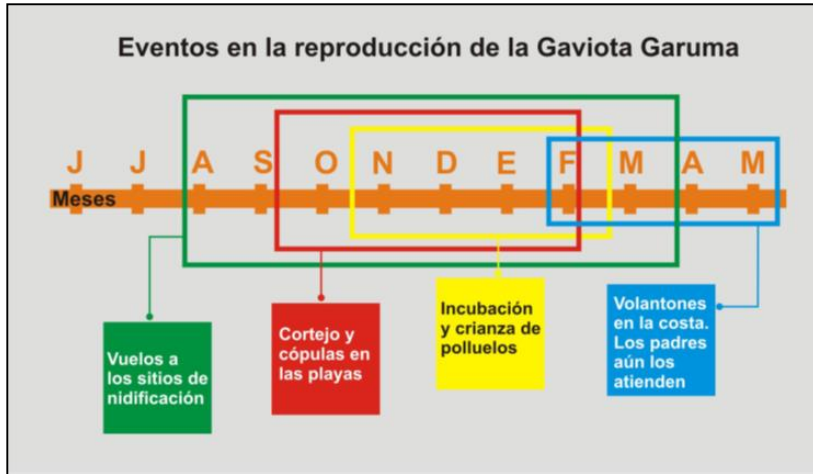 Eventos en la reproducción de la Gaviota Garuma
J J A S O N D E F M A M
Meses
Vuelos a
los sitios de
nidificación
Cortejo y
cópulas en
las playas
Incubación
y crianza de
polluelos
Volantones
en la costa.
Los padres
aún los
atienden